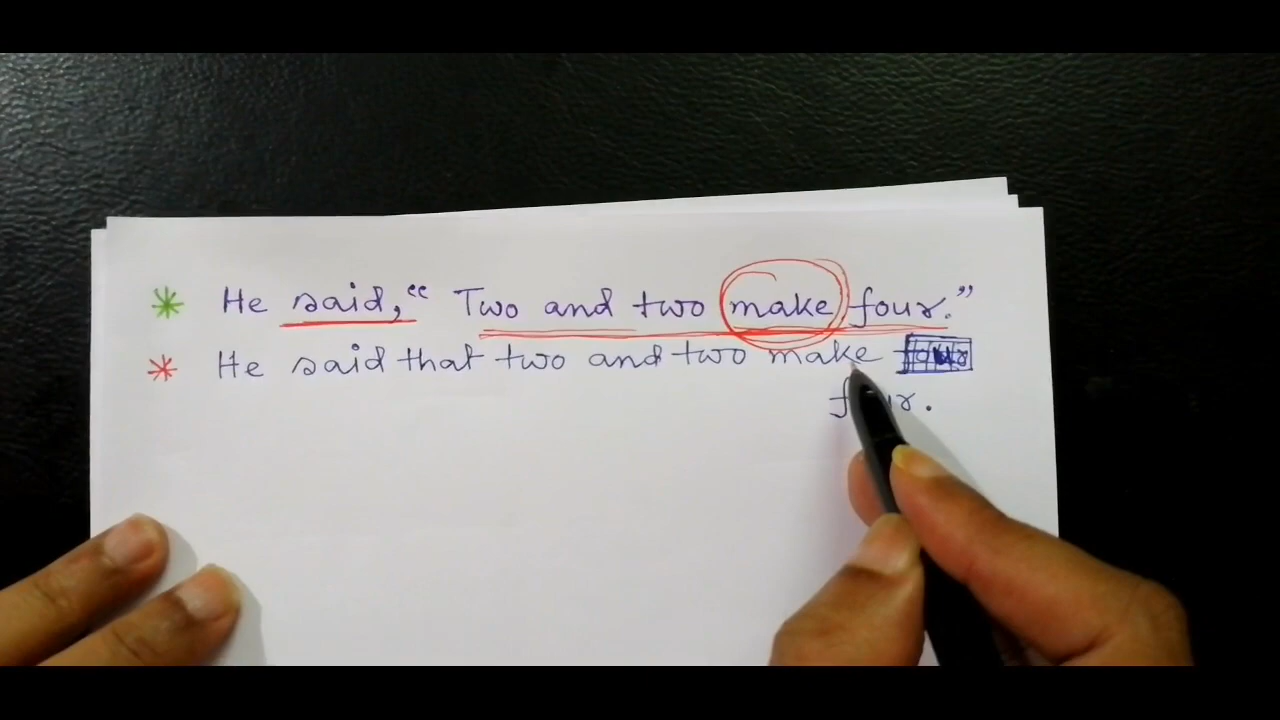 He said, “ Two and two make four.”
He said that two and two make
four.